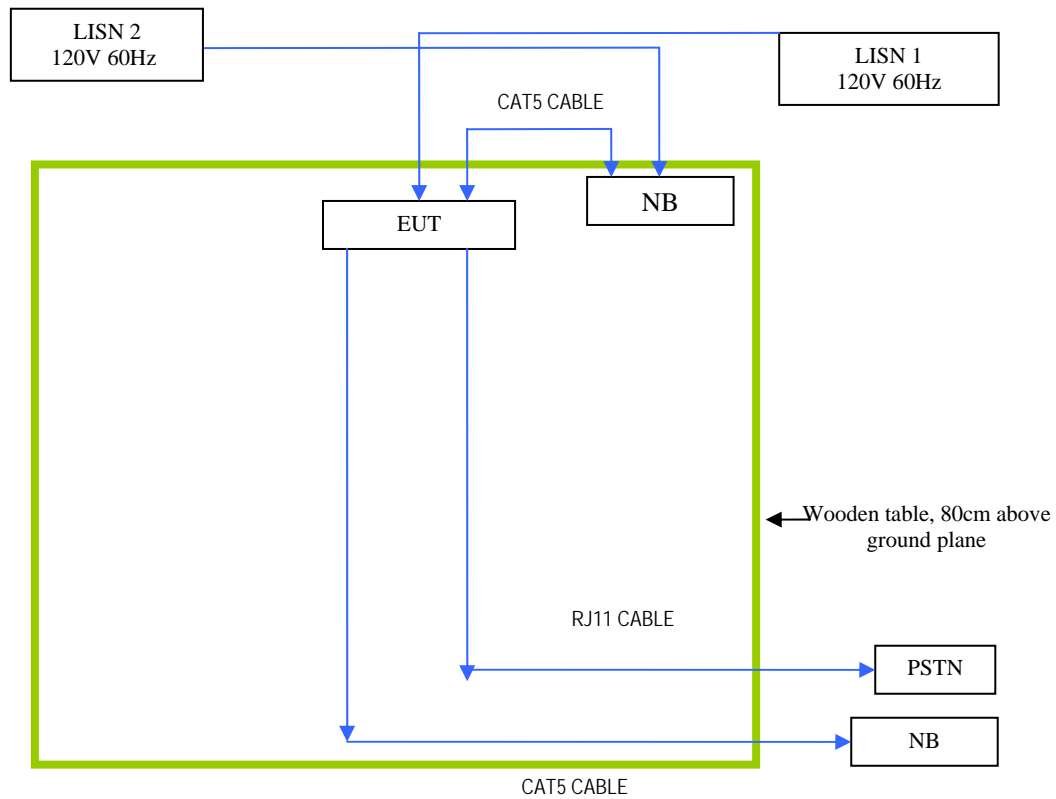 LISN 2
120V 60Hz
LISN 1
120V 60Hz
CAT5 CABLE
NB
EUT
Wooden table, 80cm above
ground plane
RJ11 CABLE
PSTN
NB
CAT5 CABLE